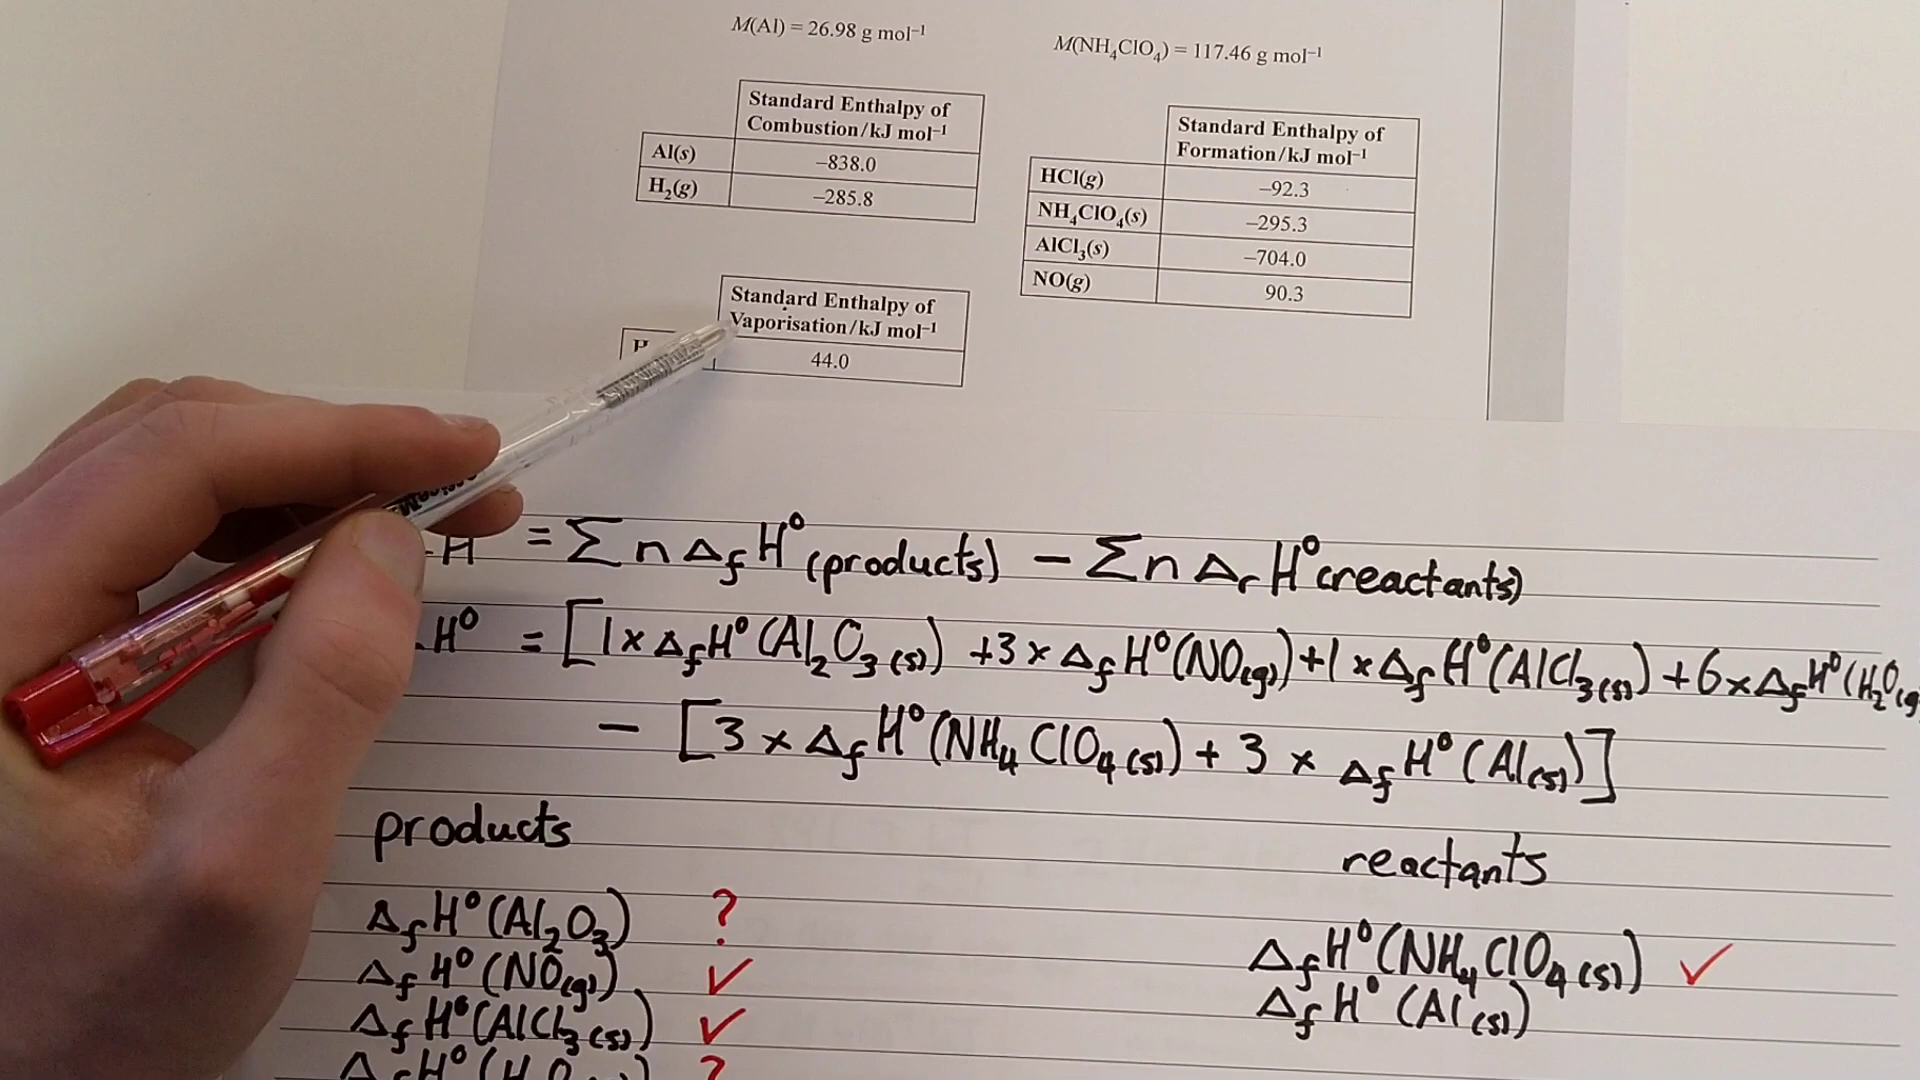 M(Al) = 26.98 g mol⁻¹
M(NH₄ClO₄) = 117.46 g mol⁻¹
Standard Enthalpy of
Combustion/kJ mol⁻¹
Al(s) –838.0
H₂(g) –285.8
Standard Enthalpy of
Formation/kJ mol⁻¹
HCl(g) –92.3
NH₄ClO₄(s) –295.3
AlCl₃(s) –704.0
NO(g) 90.3
Standard Enthalpy of
Vaporisation/kJ mol⁻¹
44.0
H = Σ n Δf H° (products) − Σ n Δr H° (reactants)
H° = [1 x Δf H° (Al₂O₃(s)) + 3 x Δf H° (NO(g)) + 1 x Δf H° (AlCl₃(s)) + 6 x Δf H° (H₂O(g
− [3 x Δf H° (NH₄ClO₄(s)) + 3 x Δf H° (Al(s))]
products
reactants
Δf H° (Al₂O₃) ?
Δf H° (NO(g)) ✓
Δf H° (AlCl₃(s)) ✓
Δf H° (H O ?
Δf H° (NH₄ClO₄(s)) ✓
Δf H° (Al(s))